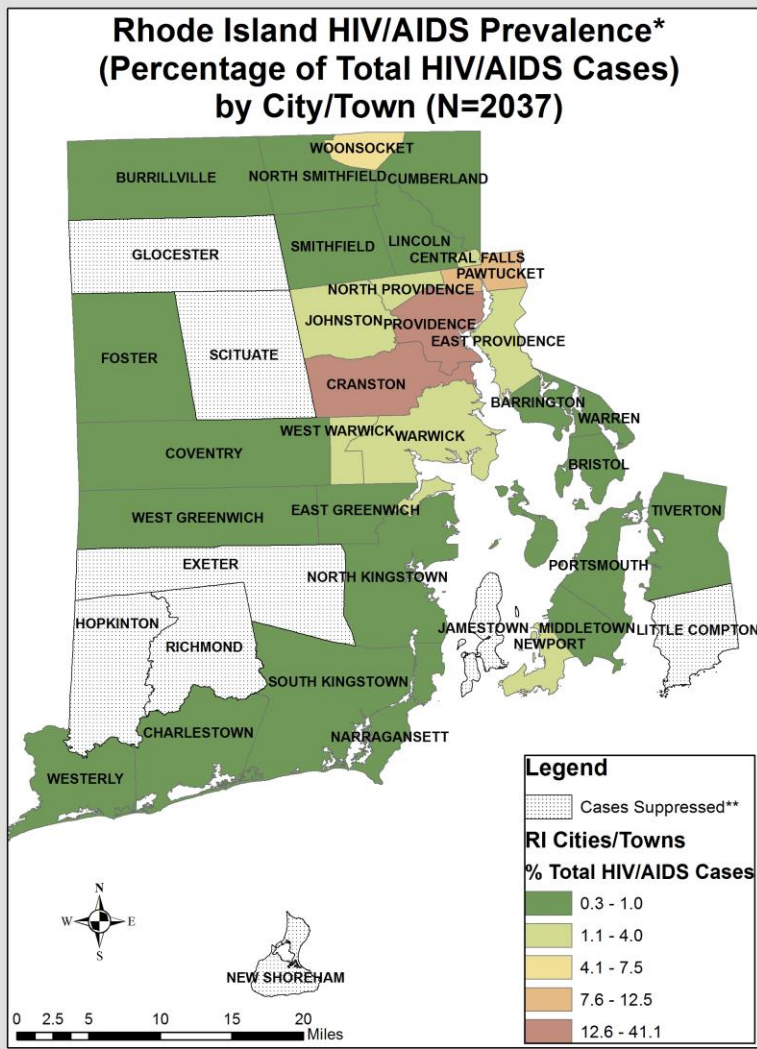 Rhode Island HIV/AIDS Prevalence*
(Percentage of Total HIV/AIDS Cases)
by City/Town (N=2037)
WOONSOCKET
BURRILLVILLE
NORTH SMITHFIELD
CUMBERLAND
GLOCESTER
SMITHFIELD
LINCOLN
CENTRAL FALLS
PAWTUCKET
NORTH PROVIDENCE
JOHNSTON
PROVIDENCE
EAST PROVIDENCE
FOSTER
SCITUATE
CRANSTON
BARRINGTON
WARREN
WEST WARWICK
WARWICK
COVENTRY
BRISTOL
TIVERTON
WEST GREENWICH
EAST GREENWICH
EXETER
PORTSMOUTH
NORTH KINGSTOWN
HOPKINTON
RICHMOND
JAMESTOWN
MIDDLETOWN
LITTLE COMPTON
NEWPORT
SOUTH KINGSTOWN
CHARLESTOWN
NARRAGANSETT
WESTERLY
Legend
Cases Suppressed**
RI Cities/Towns
% Total HIV/AIDS Cases
0.3 - 1.0
1.1 - 4.0
4.1 - 7.5
7.6 - 12.5
12.6 - 41.1
N
W E
S
NEW SHOREHAM
0 2.5 5 10 15 20
Miles